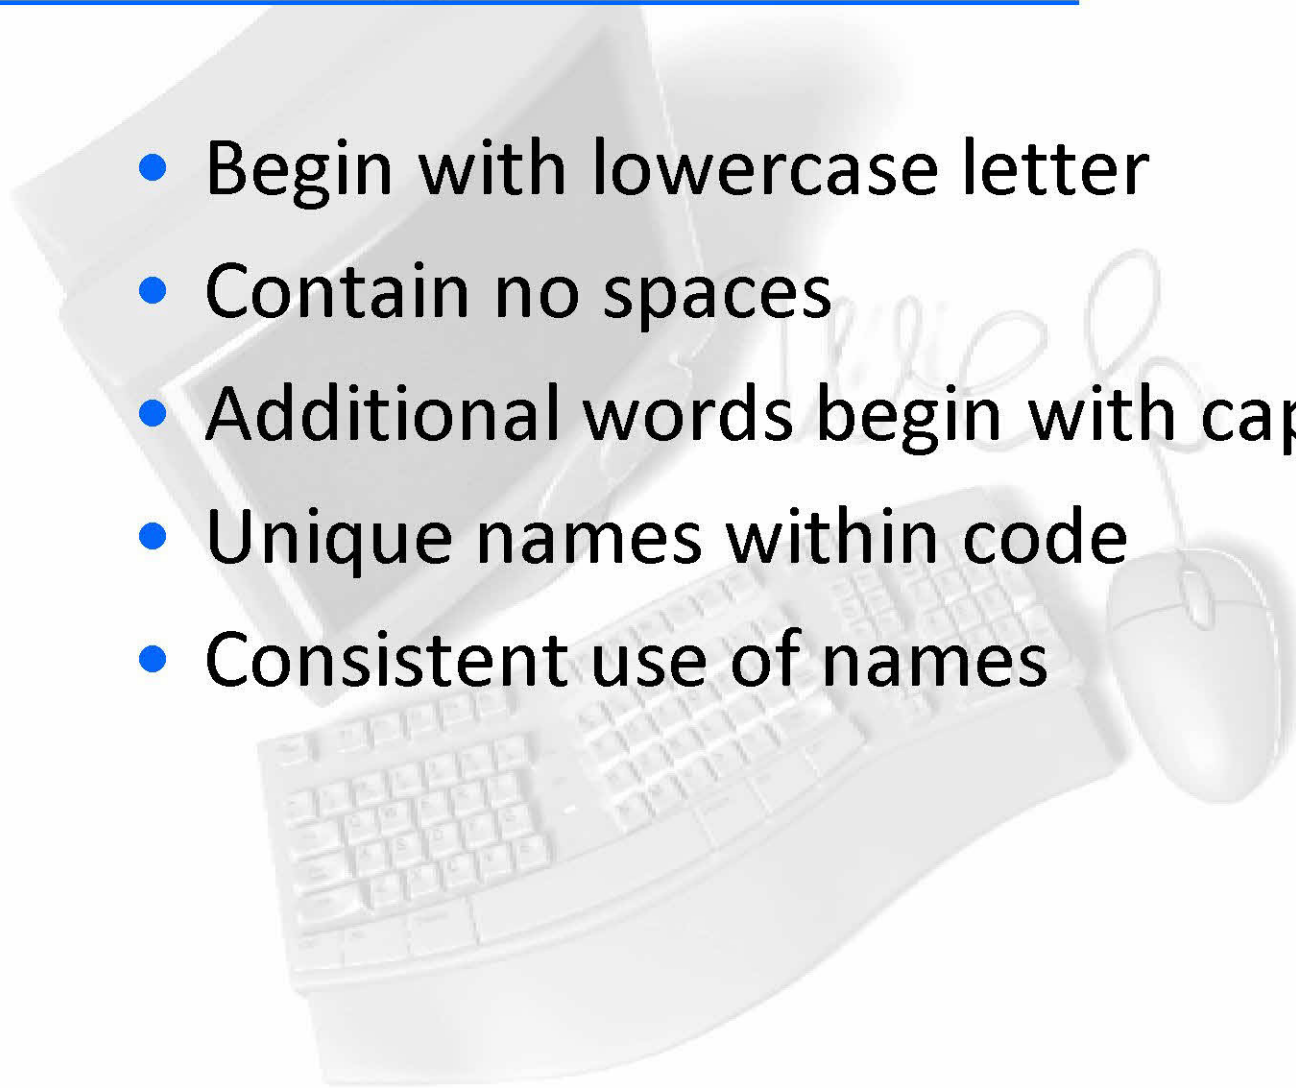 • Begin with lowercase letter
• Contain no spaces
• Additional words begin with cap
• Unique names within code
• Consistent use of names